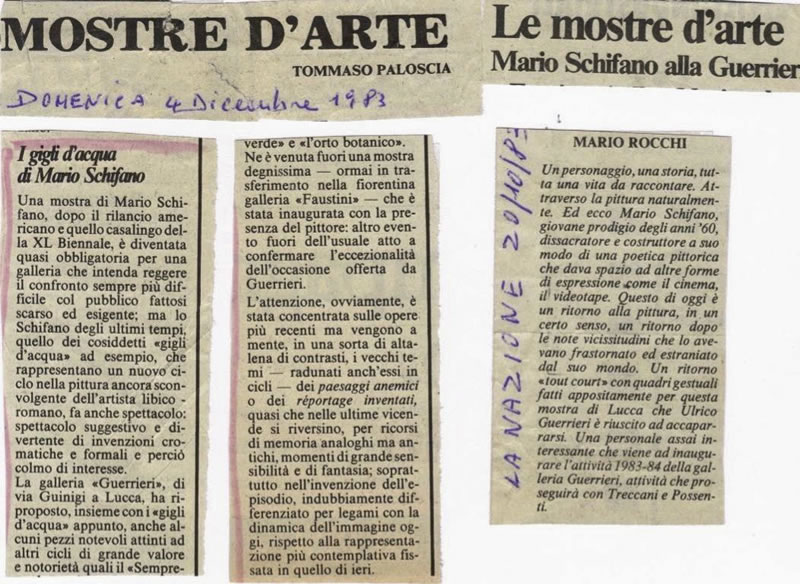 MOSTRE D'ARTE
TOMMASO PALOSCIA
DOMENICA 4 Dicembre 1983
I gigli d'acqua
di Mario Schifano
Una mostra di Mario Schi-
fano, dopo il rilancio ame-
ricano e quello casalingo del-
la XL Biennale, è diventata
quasi obbligatoria per una
galleria che intenda reggere
il confronto sempre più dif-
ficile col pubblico fattosi
scarso ed esigente; ma lo
Schifano degli ultimi tempi,
quello dei cosiddetti «gigli
d'acqua» ad esempio, che
rappresentano un nuovo ci-
clo nella pittura ancora scon-
volgente dell'artista libico -
romano, fa anche spettacolo:
spettacolo suggestivo e di-
vertente di invenzioni cro-
matiche e formali e perciò
colmo di interesse.
La galleria «Guerrieri», di
via Guinigi a Lucca, ha ri-
proposto, insieme con i «gigli
d'acqua» appunto, anche al-
cuni pezzi notevoli attinti ad
altri cicli di grande valore
e notorietà quali il «Sempre-
verde» e «l'orto botanico».
Ne è venuta fuori una mostra
degnissima — ormai in tra-
sferimento nella fiorentina
galleria «Faustini» — che è
stata inaugurata con la pre-
senza del pittore: altro even-
to fuori dell'usuale atto a
confermare l'eccezionalità
dell'occasione offerta da
Guerrieri.
L'attenzione, ovviamente, è
stata concentrata sulle opere
più recenti ma vengono a
mente, in una sorta di alta-
lena di contrasti, i vecchi te-
mi — radunati anch'essi in
cicli — dei paesaggi anemici
o dei réportage inventati,
quasi che nelle ultime vicen-
de si riversino, per ricorsi
di memoria analoghi ma an-
tichi, momenti di grande sen-
sibilità e di fantasia; soprat-
tutto nell'invenzione dell'e-
pisodio, indubbiamente dif-
ferenziato per legami con la
dinamica dell'immagine og-
gi, rispetto alla rappresenta-
zione più contemplativa fis-
sata in quello di ieri.
Le mostre d'arte
Mario Schifano alla Guerrier
LA NAZIONE 20/10/83
MARIO ROCCHI
Un personaggio, una storia, tut-
ta una vita da raccontare. At-
traverso la pittura naturalmen-
te. Ed ecco Mario Schifano,
giovane prodigio degli anni '60,
dissacratore e costruttore a suo
modo di una poetica pittorica
che dava spazio ad altre forme
di espressione come il cinema,
il videotape. Questo di oggi è
un ritorno alla pittura, in un
certo senso, un ritorno dopo
le note vicissitudini che lo ave-
vano frastornato ed estraniato
dal suo mondo. Un ritorno
«tout court» con quadri gestuali
fatti appositamente per questa
mostra di Lucca che Ulrico
Guerrieri è riuscito ad accapar-
rarsi. Una personale assai in-
teressante che viene ad inaugu-
rare l'attività 1983-84 della gal-
leria Guerrieri, attività che pro-
seguirà con Treccani e Possen-
ti.